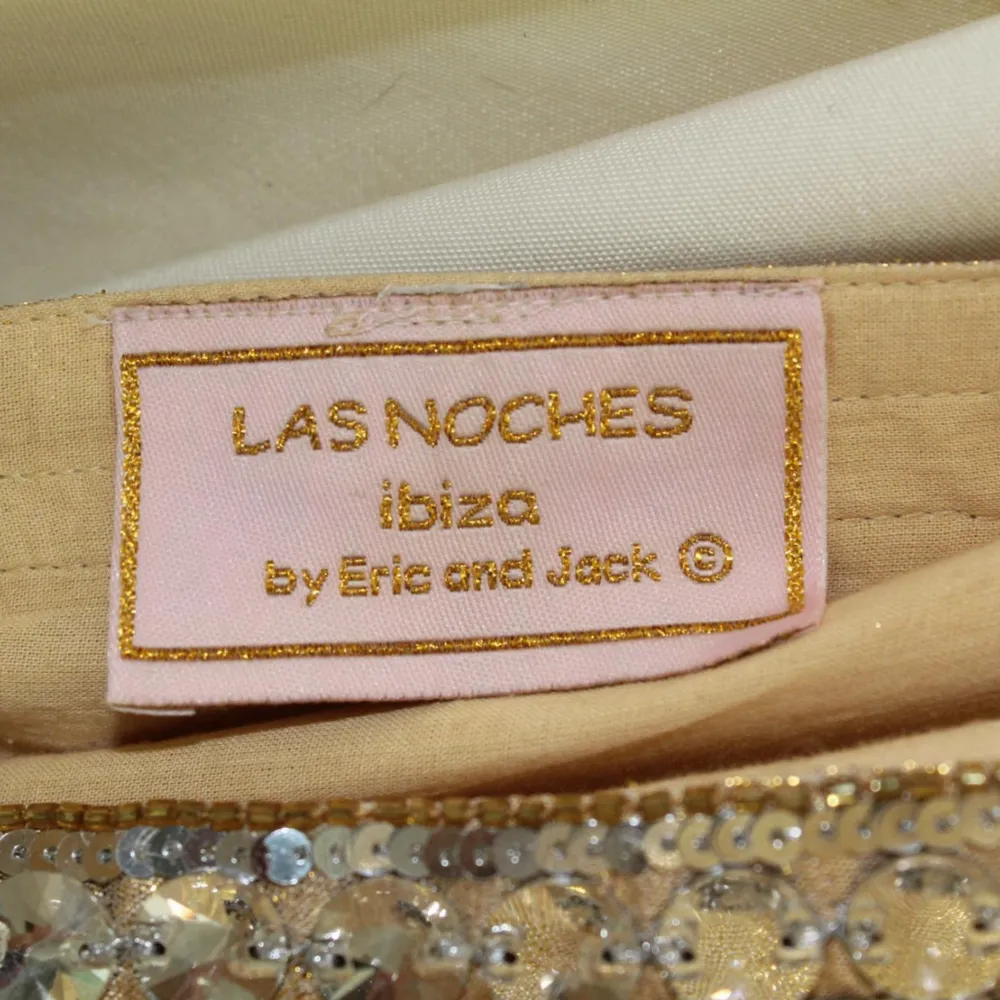 LAS NOCHES
ibiza
by Eric and Jack ©